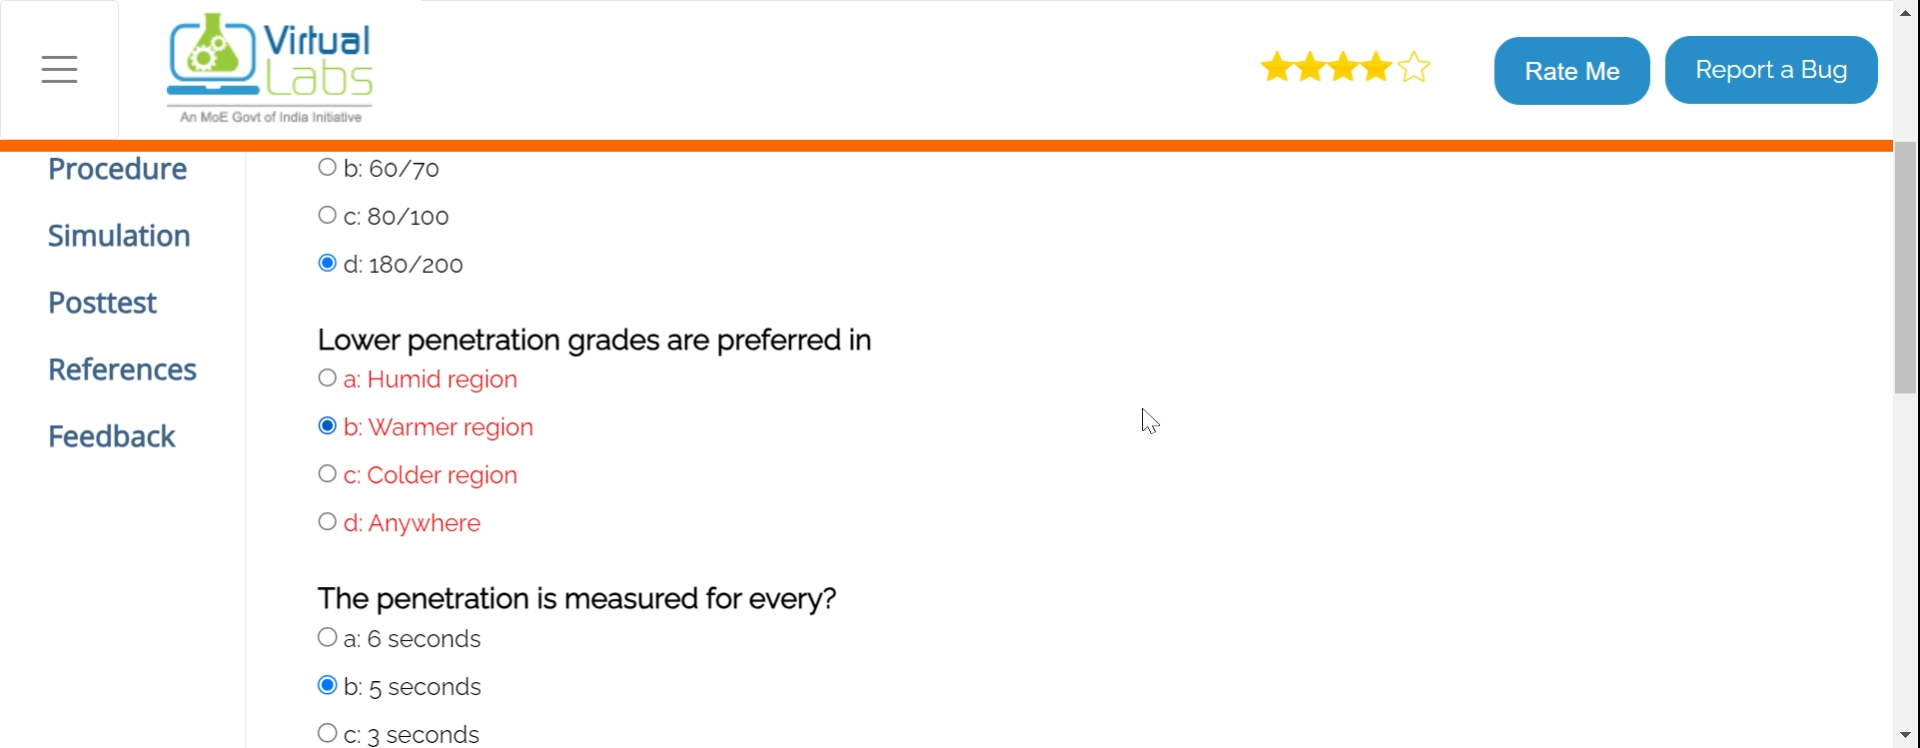 Virtual
Labs
An MoE Govt of India Initiative
Rate Me
Report a Bug
Procedure
Simulation
Posttest
References
Feedback
b: 60/70
c: 80/100
d: 180/200
Lower penetration grades are preferred in
a: Humid region
b: Warmer region
c: Colder region
d: Anywhere
The penetration is measured for every?
a: 6 seconds
b: 5 seconds
c: 3 seconds